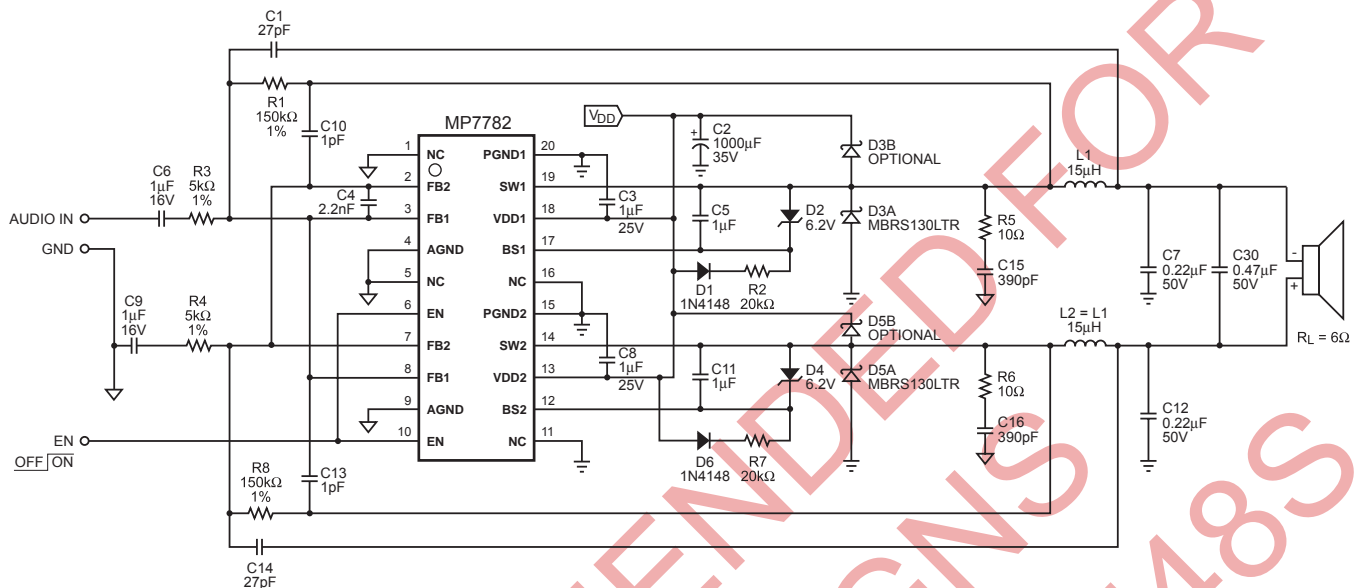 C1
27pF
R1
150kΩ
1%
C10
1pF
C6
1µF
16V
R3
5kΩ
1%
AUDIO IN
GND
C9
1µF
16V
R4
5kΩ
1%
EN
OFF ON
R8
150kΩ
1%
C13
1pF
C14
27pF
C4
2.2nF
MP7782
1 NC PGND1 20
2 FB2 SW1 19
3 FB1 VDD1 18
4 AGND BS1 17
5 NC NC 16
6 EN PGND2 15
7 FB2 SW2 14
8 FB1 VDD2 13
9 AGND BS2 12
10 EN NC 11
VDD
C2
+
1000µF
35V
D3B
OPTIONAL
C3
1µF
25V
C5
1µF
D2
6.2V
D3A
MBRS130LTR
D1
1N4148
R2
20kΩ
D5B
OPTIONAL
C8
1µF
25V
C11
1µF
D4
6.2V
D5A
MBRS130LTR
D6
1N4148
R7
20kΩ
R5
10Ω
C15
390pF
R6
10Ω
C16
390pF
L1
15µH
L2 = L1
15µH
C7
0.22µF
50V
C30
0.47µF
50V
C12
0.22µF
50V
-
+
RL = 6Ω
ENDED FOR
GNS
48S